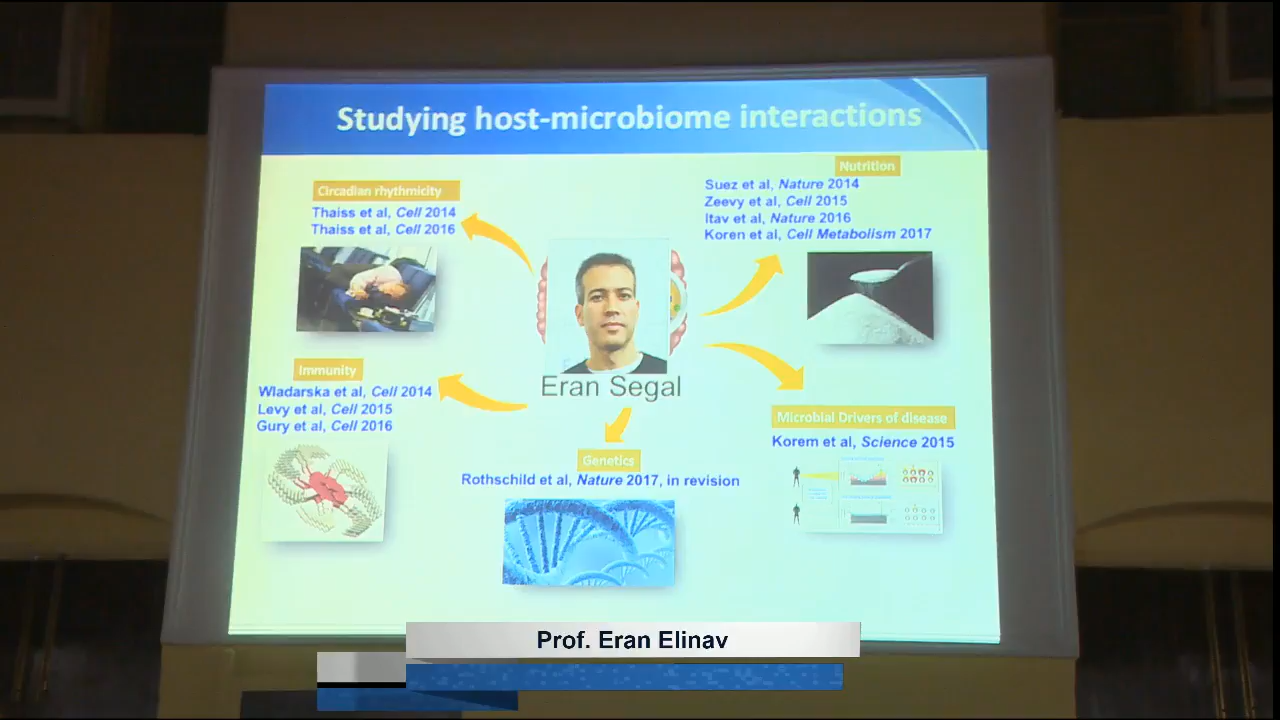 Studying host-microbiome interactions
Circadian rhythmicity
Thaiss et al, Cell 2014
Thaiss et al, Cell 2016
Nutrition
Suez et al, Nature 2014
Zeevy et al, Cell 2015
Itav et al, Nature 2016
Koren et al, Cell Metabolism 2017
Eran Segal
Immunity
Wladarska et al, Cell 2014
Levy et al, Cell 2015
Gury et al, Cell 2016
Genetics
Rothschild et al, Nature 2017, in revision
Microbial Drivers of disease
Korem et al, Science 2015
Prof. Eran Elinav